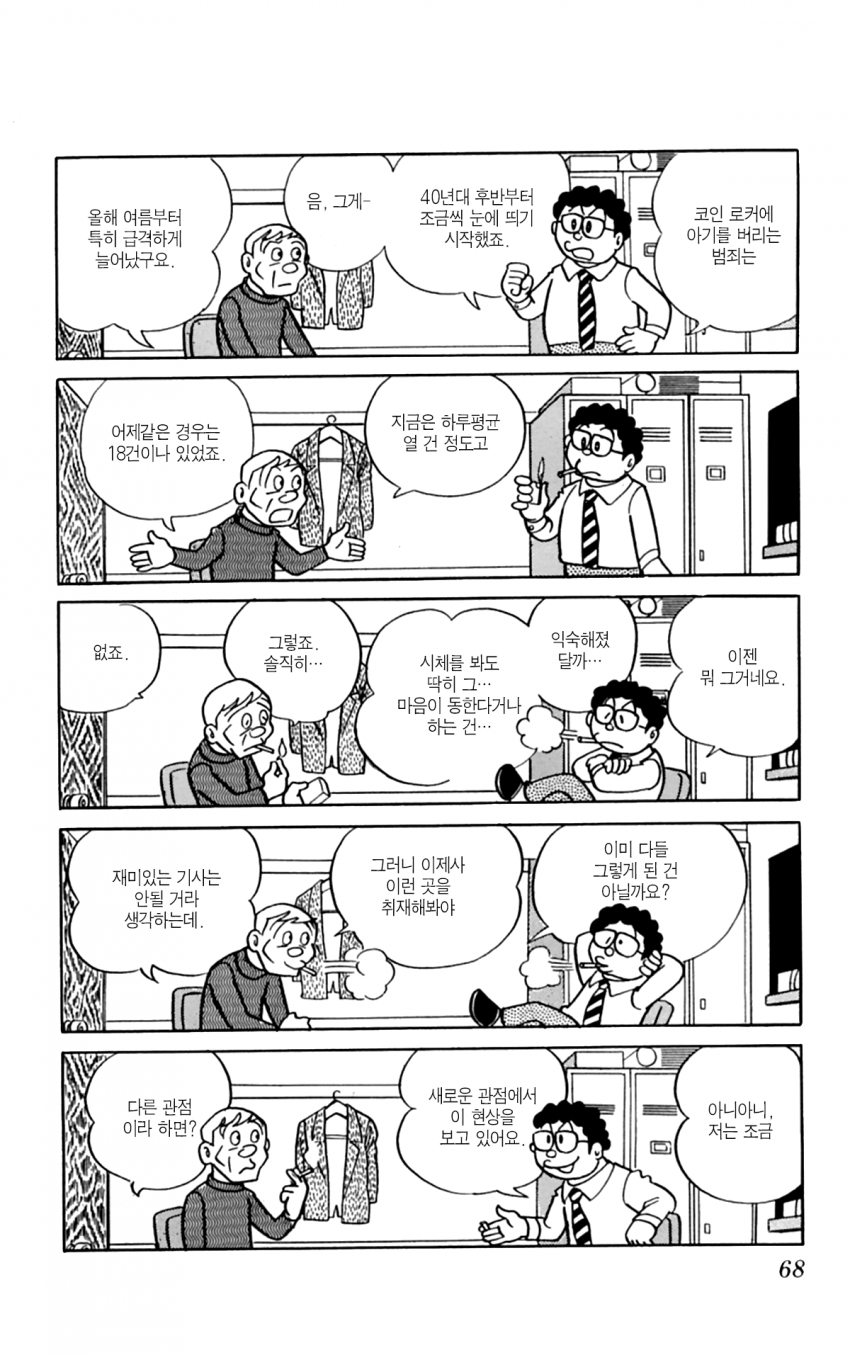 코인 로커에
아기를 버리는
범죄는
40년대 후반부터
조금씩 눈에 띄기
시작했죠.
음, 그게-
올해 여름부터
특히 급격하게
늘어났구요.
지금은 하루평균
열 건 정도고
어제같은 경우는
18건이나 있었죠.
이젠
뭐 그거네요.
익숙해졌
달까…
시체를 봐도
딱히 그…
마음이 동한다거나
하는 건…
그렇죠.
솔직히…
없죠.
이미 다들
그렇게 된 건
아닐까요?
그러니 이제사
이런 곳을
취재해봐야
재미있는 기사는
안될 거라
생각하는데.
아니아니,
저는 조금
새로운 관점에서
이 현상을
보고 있어요.
다른 관점
이라 하면?
68